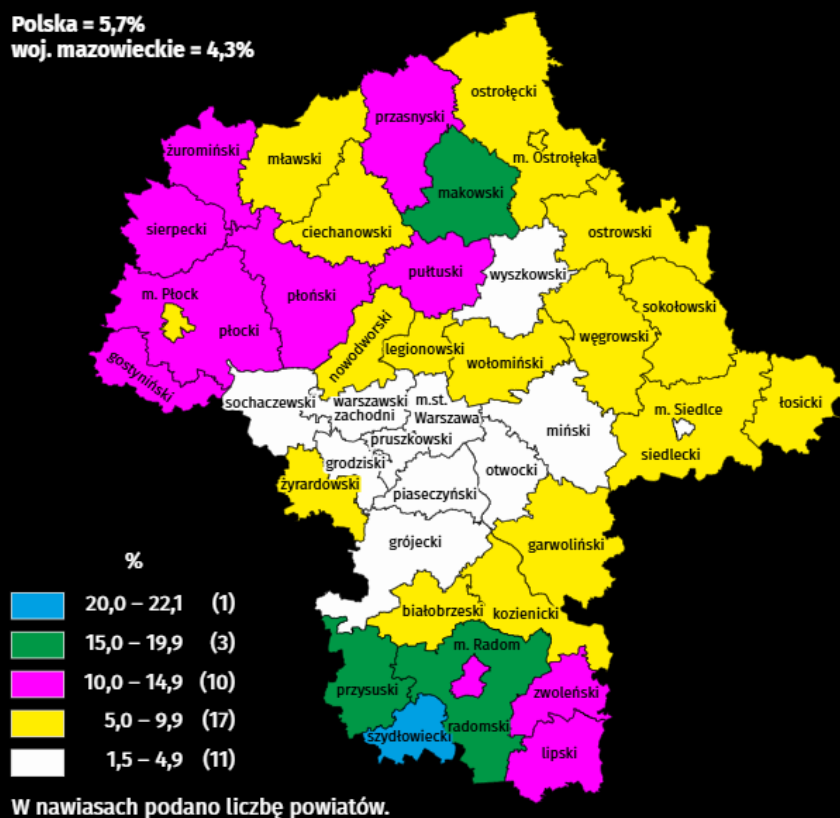 Polska = 5,7%
woj. mazowieckie = 4,3%
ostrołęcki
przasnyski
żuromiński
mławski
m. Ostrołęka
makowski
sierpecki
ciechanowski
ostrowski
pułtuski
wyszkowski
m. Płock
płoński
sokołowski
płocki
nowodworski
legionowski
wołomiński
węgrowski
gostyniński
sochaczewski
warszawski
zachodni
m.st.
Warszawa
pruszkowski
miński
m. Siedlce
łosicki
siedlecki
grodziski
otwocki
żyrardowski
piaseczyński
grójecki
garwoliński
białobrzeski
kozienicki
m. Radom
przysuski
zwoleński
radomski
szydłowiecki
lipski
%
20,0 – 22,1 (1)
15,0 – 19,9 (3)
10,0 – 14,9 (10)
5,0 – 9,9 (17)
1,5 – 4,9 (11)
W nawiasach podano liczbę powiatów.